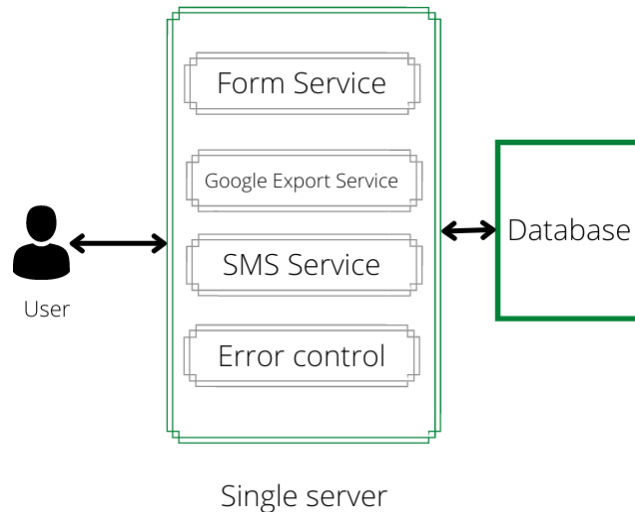 Form Service
Google Export Service
SMS Service
Error control
User
Database
Single server